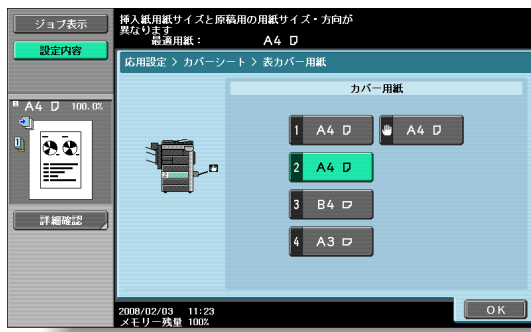 ジョブ表示
設定内容
挿入紙用紙サイズと原稿用の用紙サイズ・方向が
異なります
最適用紙： A4
応用設定 > カバーシート > 表カバー用紙
カバー用紙
A4 100.0%
1 A4
A4
2 A4
3 B4
4 A3
2
詳細確認
2008/02/03 11:23
メモリー残量 100%
OK